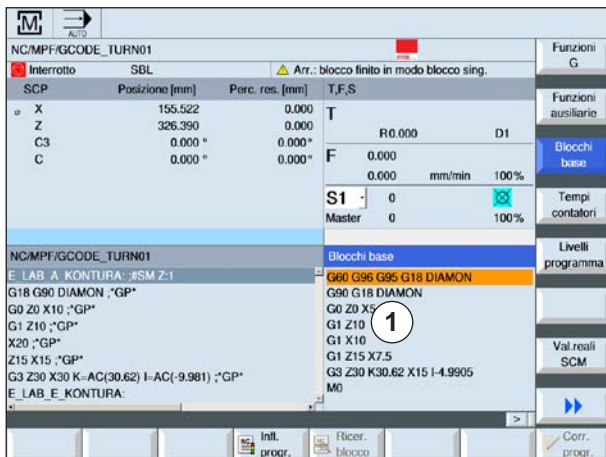 M
AUTO
NC/MPF/GCODE_TURN01
Interrotto SBL Arr.: blocco finito in modo blocco sing.
SCP Posizione [mm] Perc. res. [mm] T,F,S
X 155.522 0.000
Z 326.390 0.000
C3 0.000 ° 0.000°
C 0.000 ° 0.000°
T
R0.000 D1
F 0.000
0.000 mm/min 100%
S1 0
Master 0 100%
NC/MPF/GCODE_TURN01
E_LAB_A_KONTURA: ;#SM Z:1
G18 G90 DIAMON ;*GP*
G0 Z0 X10 ;*GP*
G1 Z10 ;*GP*
X20 ;*GP*
Z15 X15 ;*GP*
G3 Z30 X30 K=AC(30.62) I=AC(-9.981) ;*GP*
E_LAB_E_KONTURA:
Blocchi base
G60 G96 G95 G18 DIAMON
G90 G18 DIAMON
G0 Z0 X5
G1 Z10
G1 X10
G1 Z15 X7.5
G3 Z30 K30.62 X15 I-4.9905
M0
1
>
Funzioni
G
Funzioni
ausiliarie
Blocchi
base
Tempi
contatori
Livelli
programma
Val.reali
SCM
NC
Infl.
progr.
Ricer.
blocco
Corr.
progr.